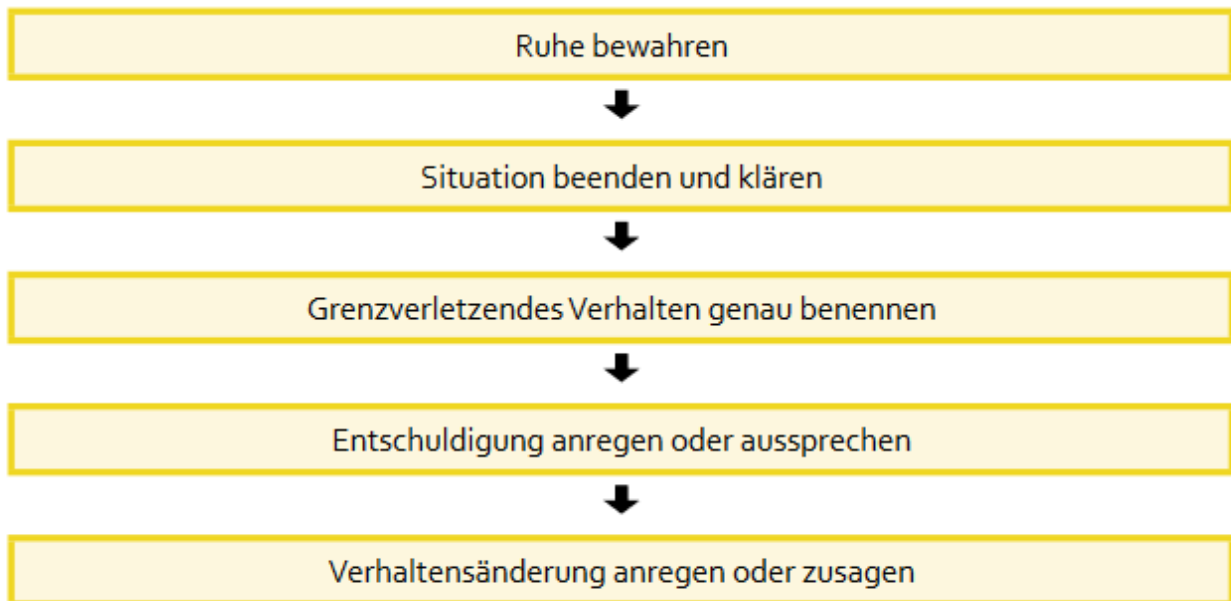 Ruhe bewahren
Situation beenden und klären
Grenzverletzendes Verhalten genau benennen
Entschuldigung anregen oder aussprechen
Verhaltensänderung anregen oder zusagen